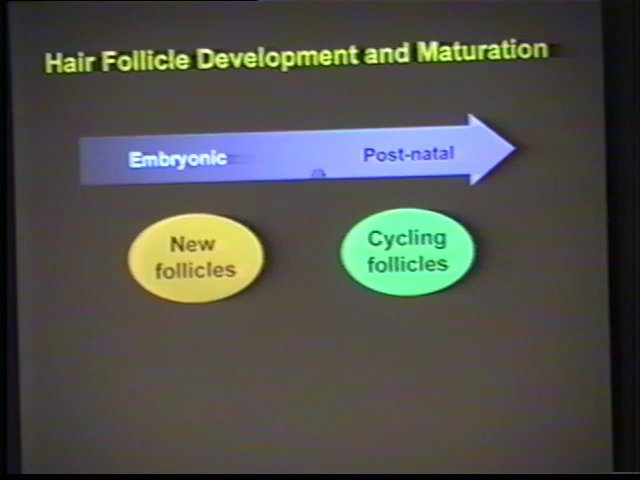 Hair Follicle Development and Maturation
Embryonic
Post-natal
New
follicles
Cycling
follicles